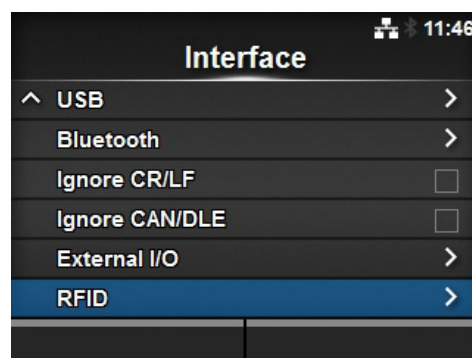 11:46
Interface
USB
Bluetooth
Ignore CR/LF
Ignore CAN/DLE
External I/O
RFID